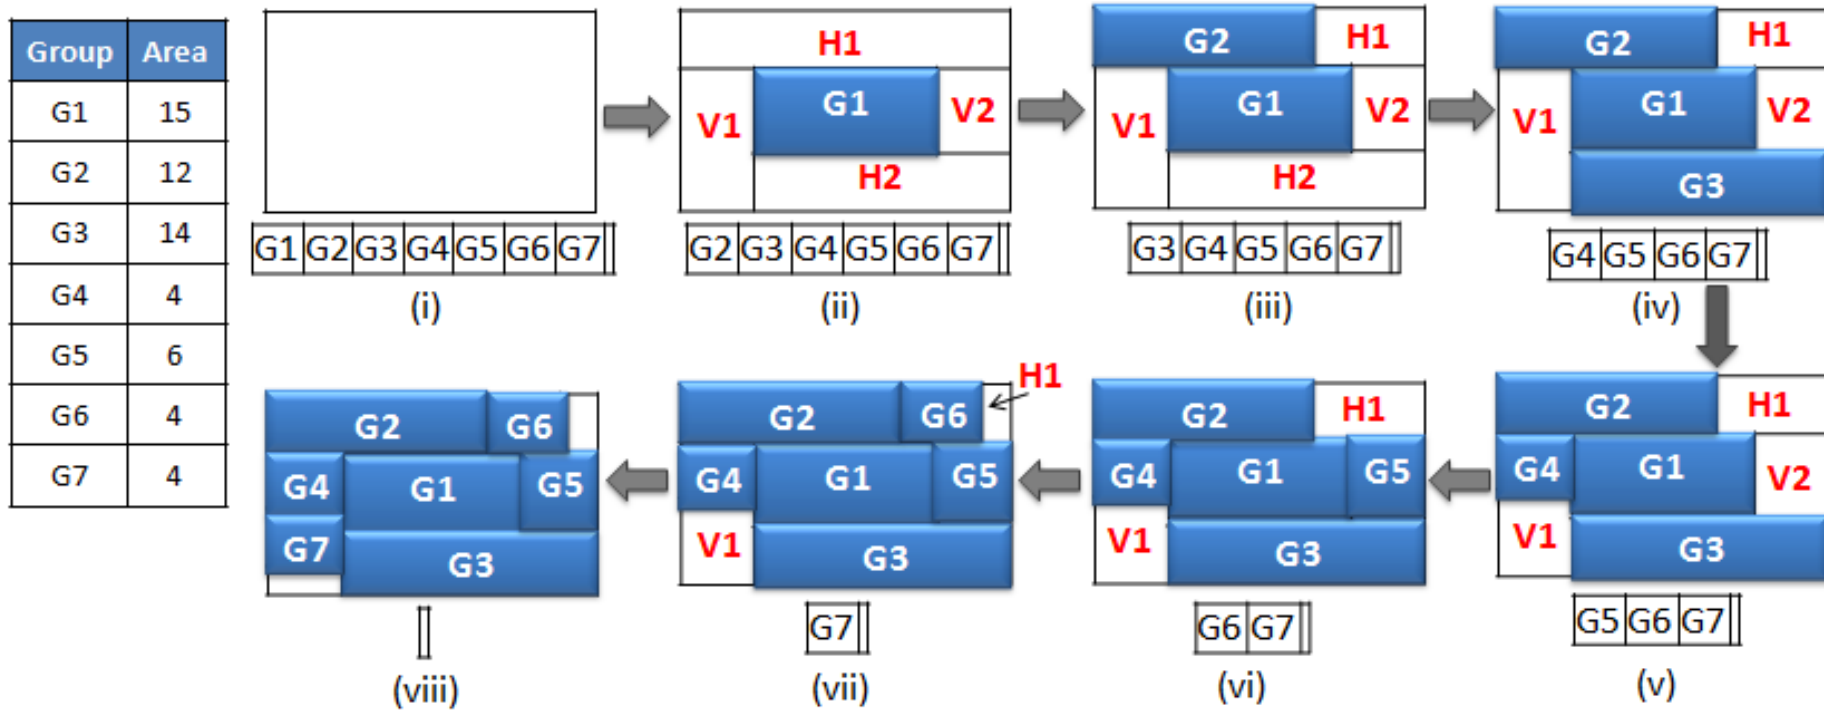 Group Area
G1 15
G2 12
G3 14
G4 4
G5 6
G6 4
G7 4
G1 G2 G3 G4 G5 G6 G7
(i)
H1
V1 G1 V2
H2
G2 G3 G4 G5 G6 G7
(ii)
G2 H1
V1 G1 V2
H2
G3 G4 G5 G6 G7
(iii)
G2 H1
V1 G1 V2
G3
G4 G5 G6 G7
(iv)
G2 H1
G4 G1 V2
V1 G3
G5 G6 G7
(v)
G2 H1
G4 G1 G5
V1 G3
G6 G7
(vi)
H1
G2 G6
G4 G1 G5
V1 G3
G7
(vii)
G2 G6
G4 G1 G5
G7 G3
(viii)